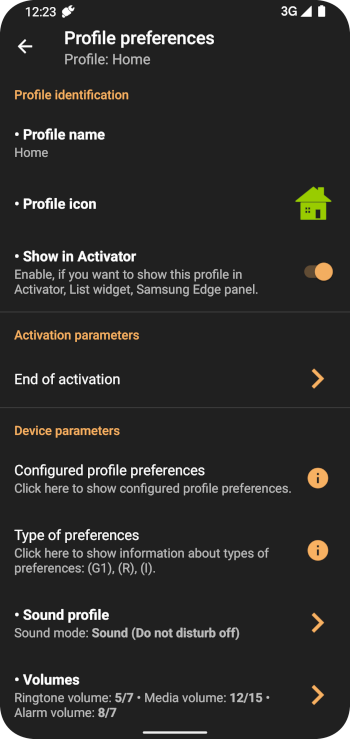 12:23 3G
Profile preferences
Profile: Home
Profile identification
• Profile name
Home
• Profile icon
• Show in Activator
Enable, if you want to show this profile in
Activator, List widget, Samsung Edge panel.
Activation parameters
End of activation
Device parameters
Configured profile preferences
Click here to show configured profile preferences.
Type of preferences
Click here to show information about types of
preferences: (G1), (R), (I).
• Sound profile
Sound mode: Sound (Do not disturb off)
• Volumes
Ringtone volume: 5/7 • Media volume: 12/15 •
Alarm volume: 8/7